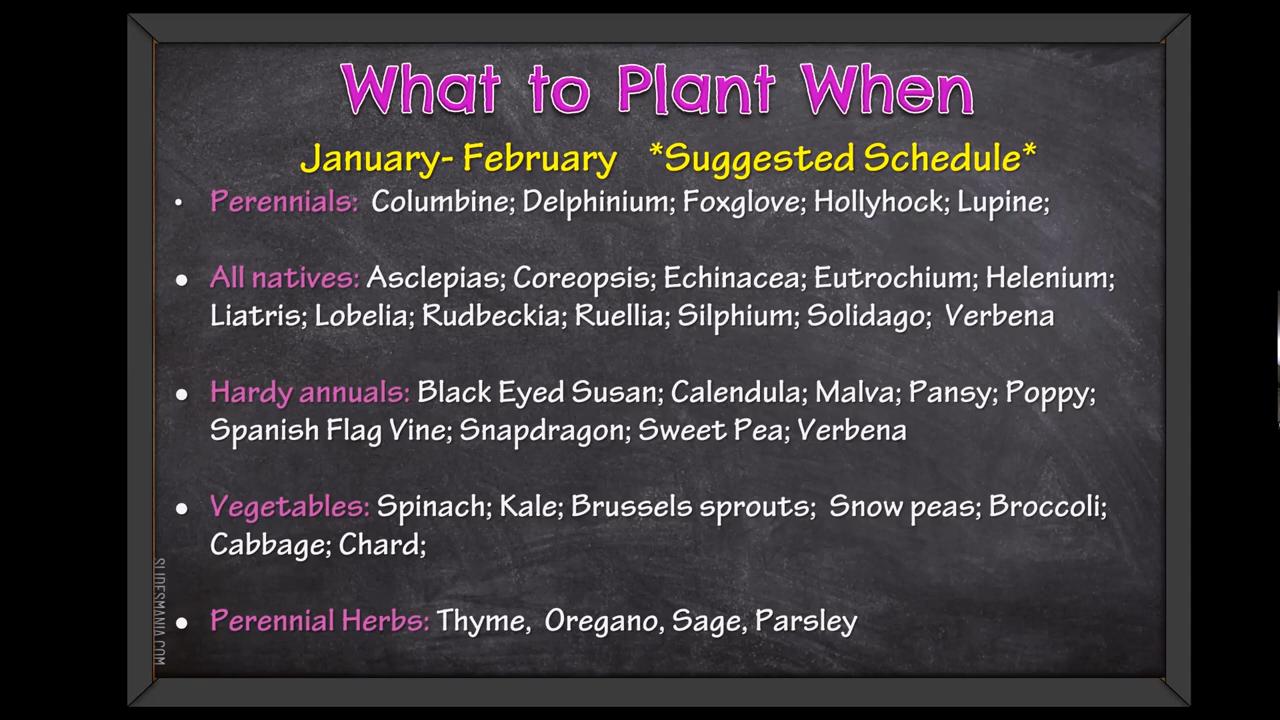 What to Plant When
January- February *Suggested Schedule*
• Perennials: Columbine; Delphinium; Foxglove; Hollyhock; Lupine;
• All natives: Asclepias; Coreopsis; Echinacea; Eutrochium; Helenium;
Liatris; Lobelia; Rudbeckia; Ruellia; Silphium; Solidago; Verbena
• Hardy annuals: Black Eyed Susan; Calendula; Malva; Pansy; Poppy;
Spanish Flag Vine; Snapdragon; Sweet Pea; Verbena
• Vegetables: Spinach; Kale; Brussels sprouts; Snow peas; Broccoli;
Cabbage; Chard;
• Perennial Herbs: Thyme, Oregano, Sage, Parsley
SLIDESMANIA.COM